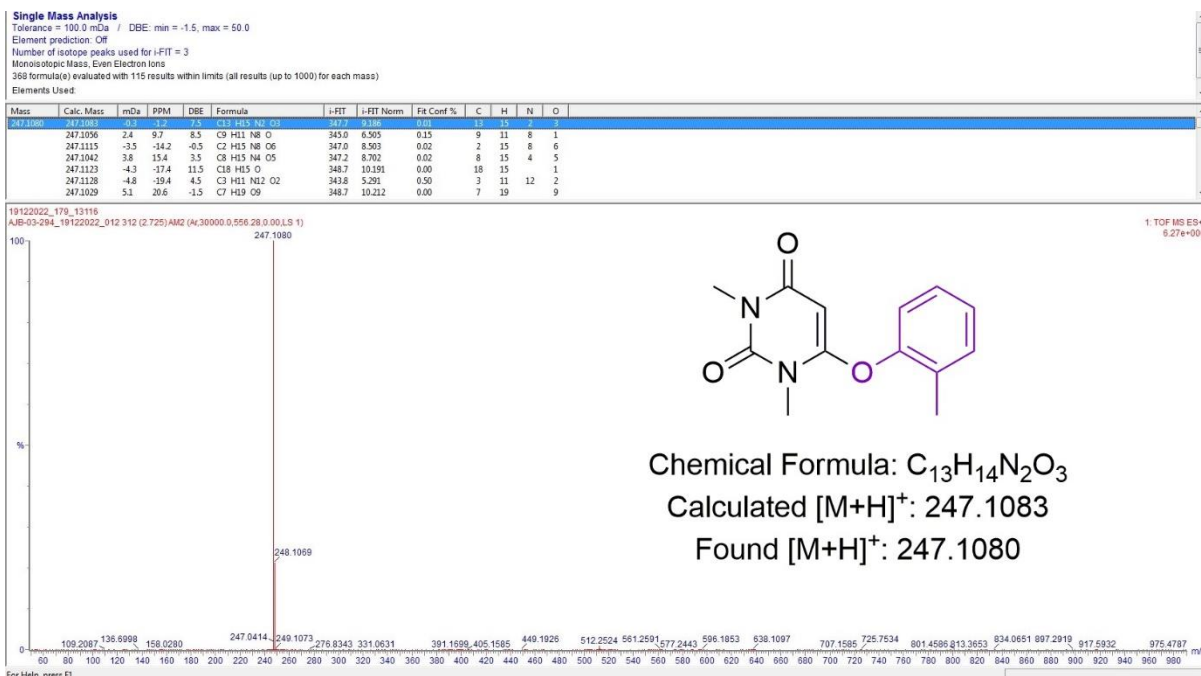 Single Mass Analysis
Tolerance = 100.0 mDa / DBE: min = -1.5, max = 50.0
Element prediction: Off
Number of isotope peaks used for i-FIT = 3
Monoisotopic Mass, Even Electron Ions
368 formula(e) evaluated with 115 results within limits (all results (up to 1000) for each mass)
Elements Used:
Mass Calc. Mass mDa PPM DBE Formula i-FIT i-FIT Norm Fit Conf % C H N O
247.1080 247.1083 -0.3 -1.2 7.5 C13 H15 N2 O3 347.7 9.186 0.01 13 15 2 3
247.1056 2.4 9.7 8.5 C9 H11 N8 O 345.0 6.505 0.15 9 11 8 1
247.1115 -3.5 -14.2 -0.5 C2 H15 N8 O6 347.0 8.503 0.02 2 15 8 6
247.1042 3.8 15.4 3.5 C8 H15 N4 O5 347.2 8.702 0.02 8 15 4 5
247.1123 -4.3 -17.4 11.5 C18 H15 O 348.7 10.191 0.00 18 15 1
247.1128 -4.8 -19.4 4.5 C3 H11 N12 O2 343.8 5.291 0.50 3 11 12 2
247.1029 5.1 20.6 -1.5 C7 H19 O9 348.7 10.212 0.00 7 19 9
19122022_179_13116
AJB-03-294_19122022_012 312 (2.725) AM2 (Ar,30000.0,556.28,0.00,LS 1)
1: TOF MS ES+
6.27e+00
247.1080
100
O
N
O
N
O
Chemical Formula: C13H14N2O3
%
Calculated [M+H]+: 247.1083
Found [M+H]+: 247.1080
248.1069
109.2087 136.6998 158.0280 247.0414 249.1073 276.8343 331.0631 391.1699 405.1585 449.1926 512.2524 561.2591 577.2443 596.1853 638.1097 707.1585 725.7534 801.4586 813.3653 834.0651 897.2919 917.5932 975.4787
0
m/
60 80 100 120 140 160 180 200 220 240 260 280 300 320 340 360 380 400 420 440 460 480 500 520 540 560 580 600 620 640 660 680 700 720 740 760 780 800 820 840 860 880 900 920 940 960 980
For Help, press F1